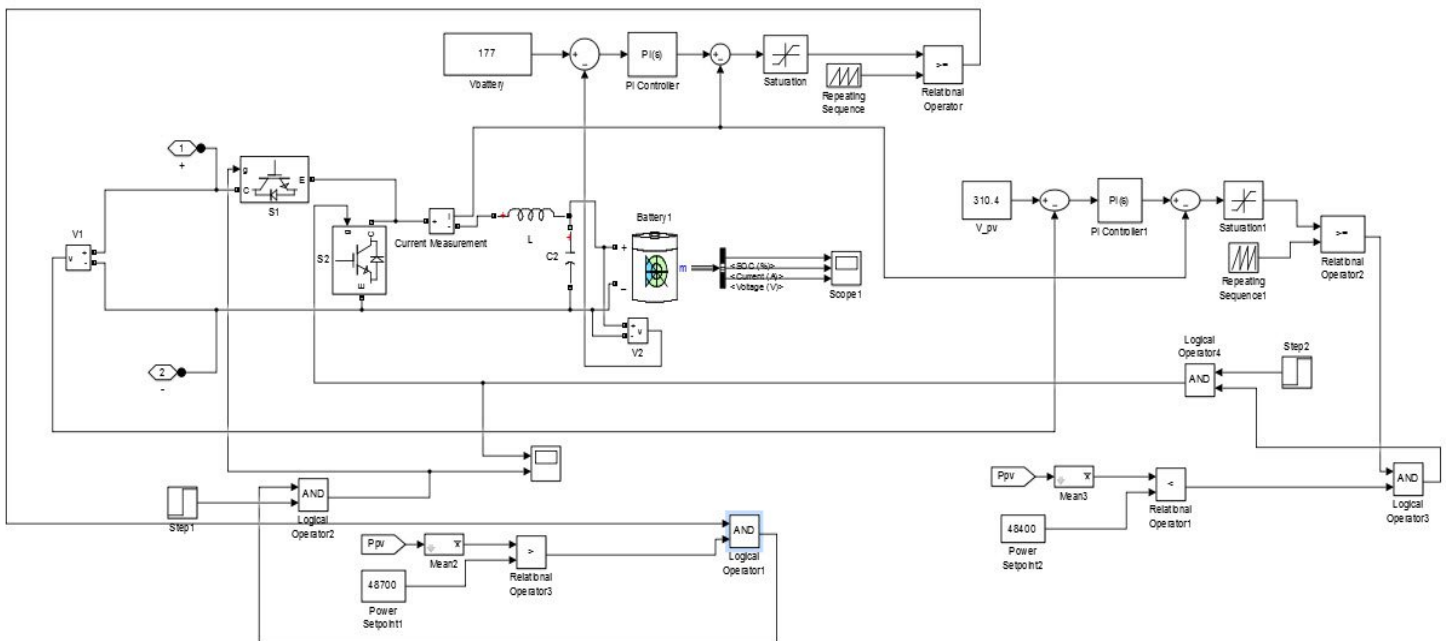 177
Vbattery
+
-
PI(s)
PI Controller
+
-
Saturation
Repeating
Sequence
>=
Relational
Operator
1
+
g
C
E
S1
V1
v
+
-
g
C
S2
E
+
i
-
Current Measurement
+
L
+
C2
Battery1
+
-
m
<SOC (%)>
<Current (A)>
<Voltage (V)>
Scope1
+
-
v
V2
2
-
310.4
V_pv
+
-
PI(s)
PI Controller1
+
-
Saturation1
Repeating
Sequence1
>=
Relational
Operator2
Logical
Operator4
AND
Step2
Step1
AND
Logical
Operator2
Ppv
x
Mean2
48700
Power
Setpoint1
>
Relational
Operator3
AND
Logical
Operator1
Ppv
x
Mean3
48400
Power
Setpoint2
<
Relational
Operator1
AND
Logical
Operator3